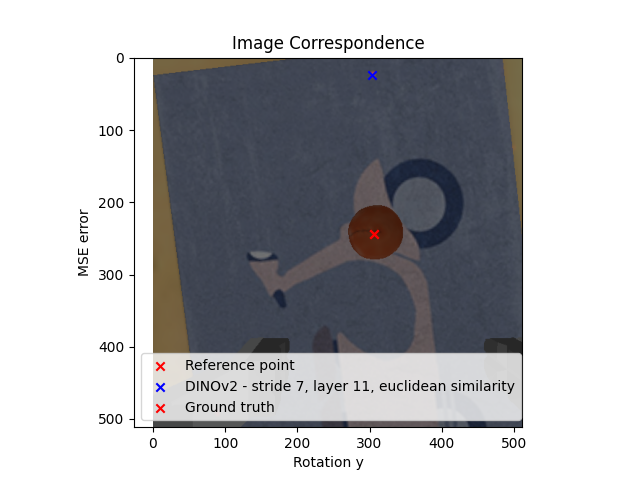 Image Correspondence
MSE error
0
100
200
300
400
500
Reference point
DINOv2 - stride 7, layer 11, euclidean similarity
Ground truth
0 100 200 300 400 500
Rotation y